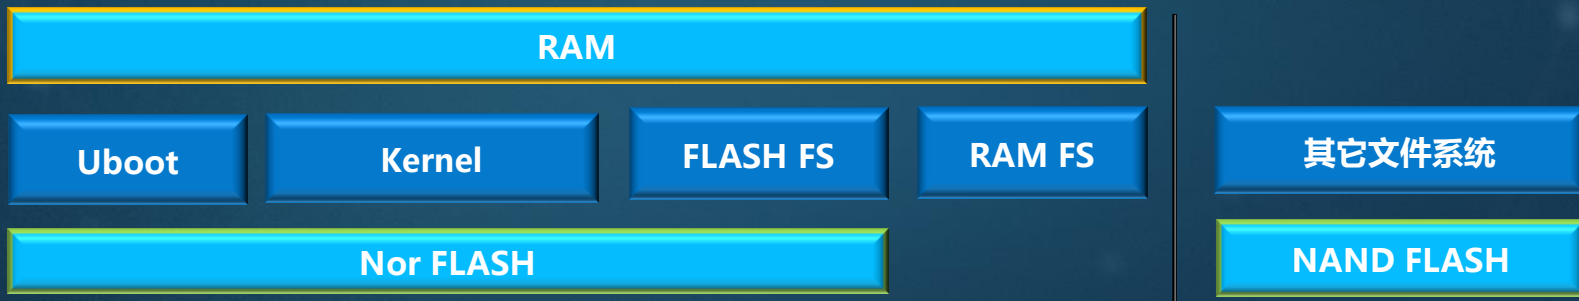 RAM
Uboot
Kernel
FLASH FS
RAM FS
其它文件系统
Nor FLASH
NAND FLASH